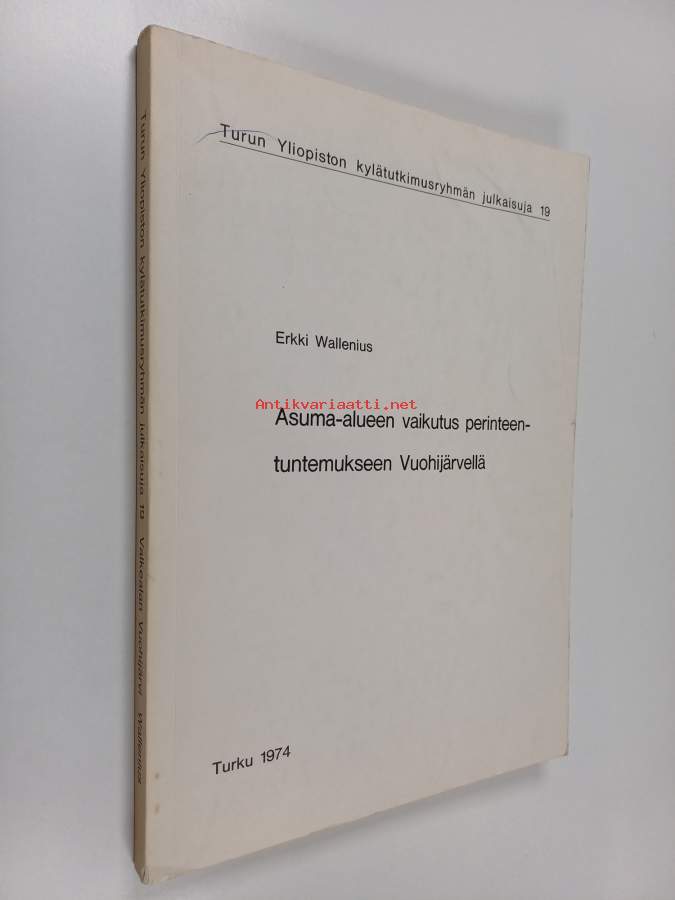 Turun Yliopiston kylätutkimusryhmän julkaisuja 19
Erkki Wallenius
Antikvariaatti.net
Asuma-alueen vaikutus perinteen-
tuntemukseen Vuohijärvellä
Turku 1974
Turun Yliopiston kylätutkimusryhmän julkaisuja 19 Valkealan Vuohijärvi Wallenius